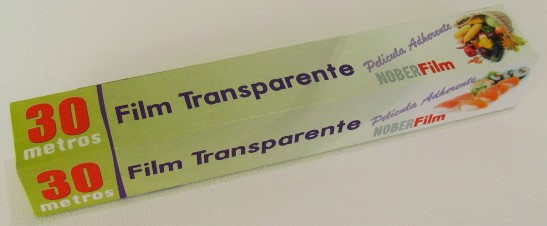 30
metros
Film Transparente
Película Adherente
NOBERFilm
30
metros
Film Transparente
Película Adherente
NOBERFilm